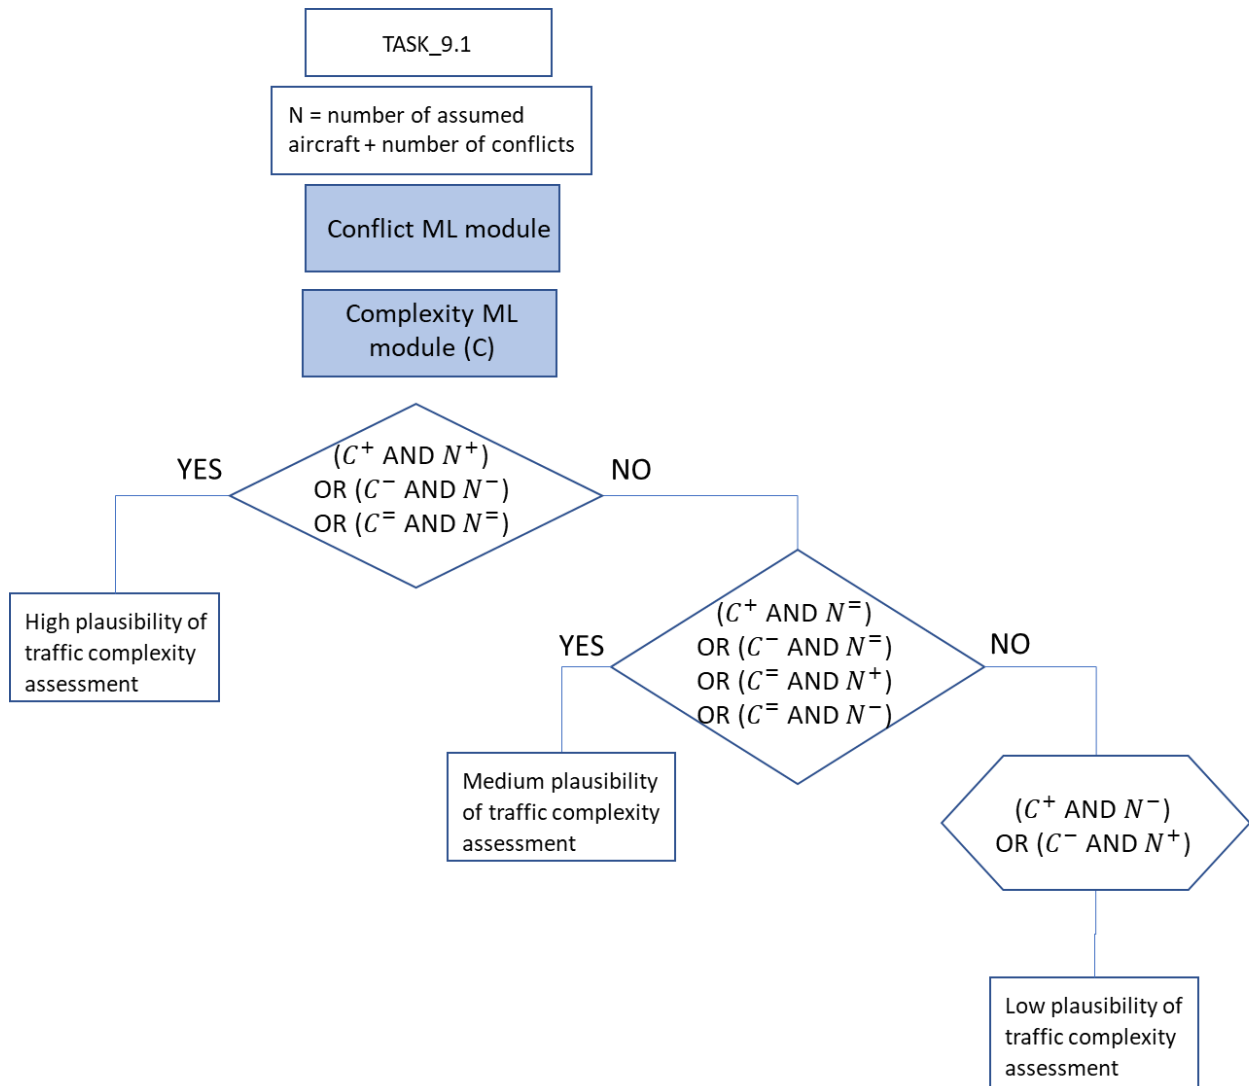 TASK_9.1
N = number of assumed
aircraft + number of conflicts
Conflict ML module
Complexity ML
module (C)
YES
(C⁺ AND N⁺)
OR (C⁻ AND N⁻)
OR (C⁼ AND N⁼)
NO
High plausibility of
traffic complexity
assessment
YES
(C⁺ AND N⁼)
OR (C⁻ AND N⁼)
OR (C⁼ AND N⁺)
OR (C⁼ AND N⁻)
NO
Medium plausibility
of traffic complexity
assessment
(C⁺ AND N⁻)
OR (C⁻ AND N⁺)
Low plausibility of
traffic complexity
assessment